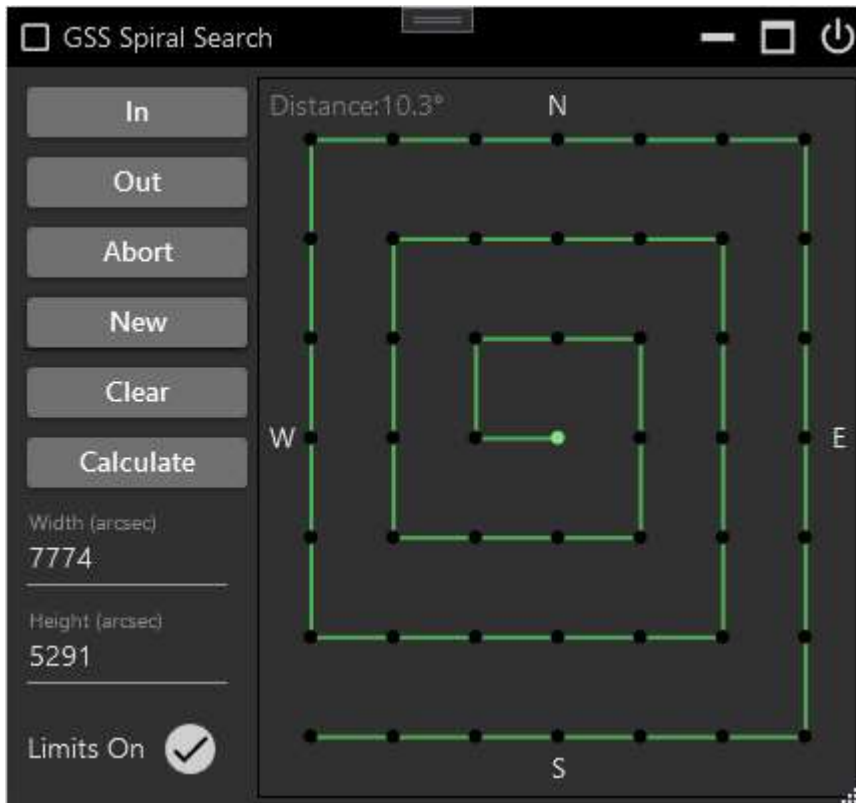 GSS Spiral Search
In
Out
Abort
New
Clear
Calculate
Width (arcsec)
7774
Height (arcsec)
5291
Limits On
Distance:10.3°
N
W
E
S